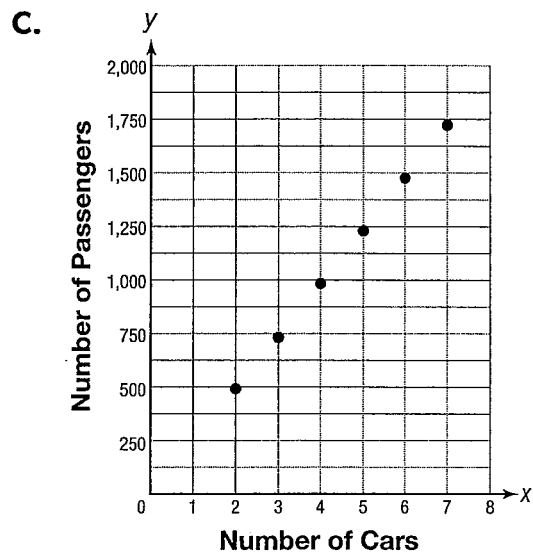 C.
y
2,000
1,750
1,500
1,250
1,000
750
500
250
0 1 2 3 4 5 6 7 8 x
Number of Passengers
Number of Cars